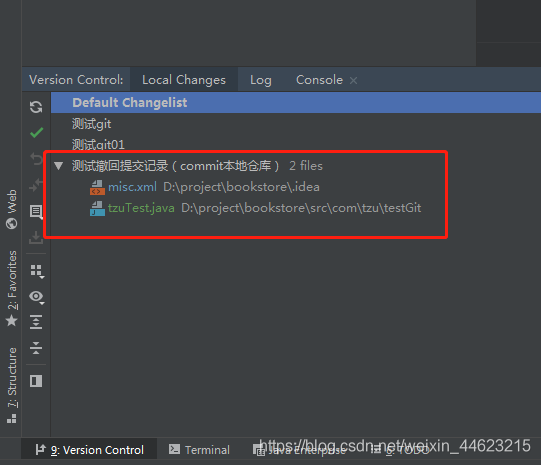 Version Control: Local Changes Log Console
Default Changelist
测试git
测试git01
测试撤回提交记录（commit本地仓库） 2 files
misc.xml D:\project\bookstore\.idea
tzuTest.java D:\project\bookstore\src\com\tzu\testGit
Web
2: Favorites
7: Structure
9: Version Control Terminal Java Enterprise 6: TODO
https://blog.csdn.net/weixin_44623215